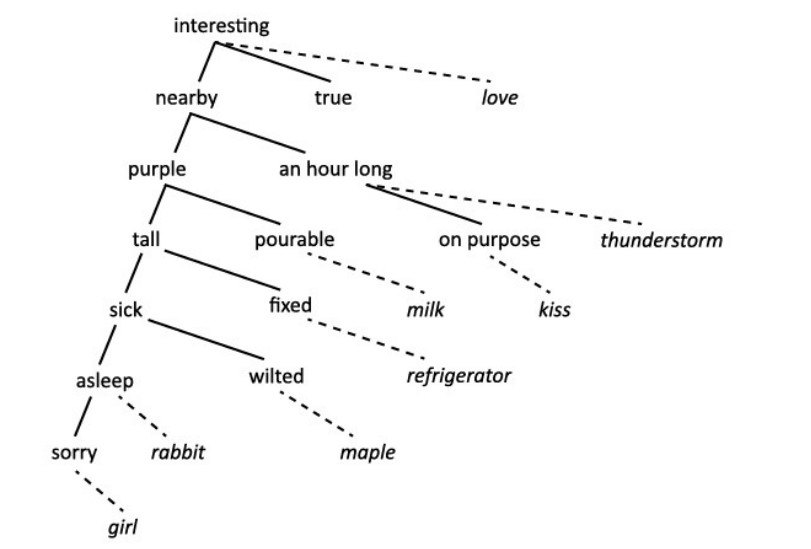 interesting
nearby true love
purple an hour long
tall pourable on purpose thunderstorm
sick fixed milk kiss
asleep wilted refrigerator
sorry rabbit maple
girl